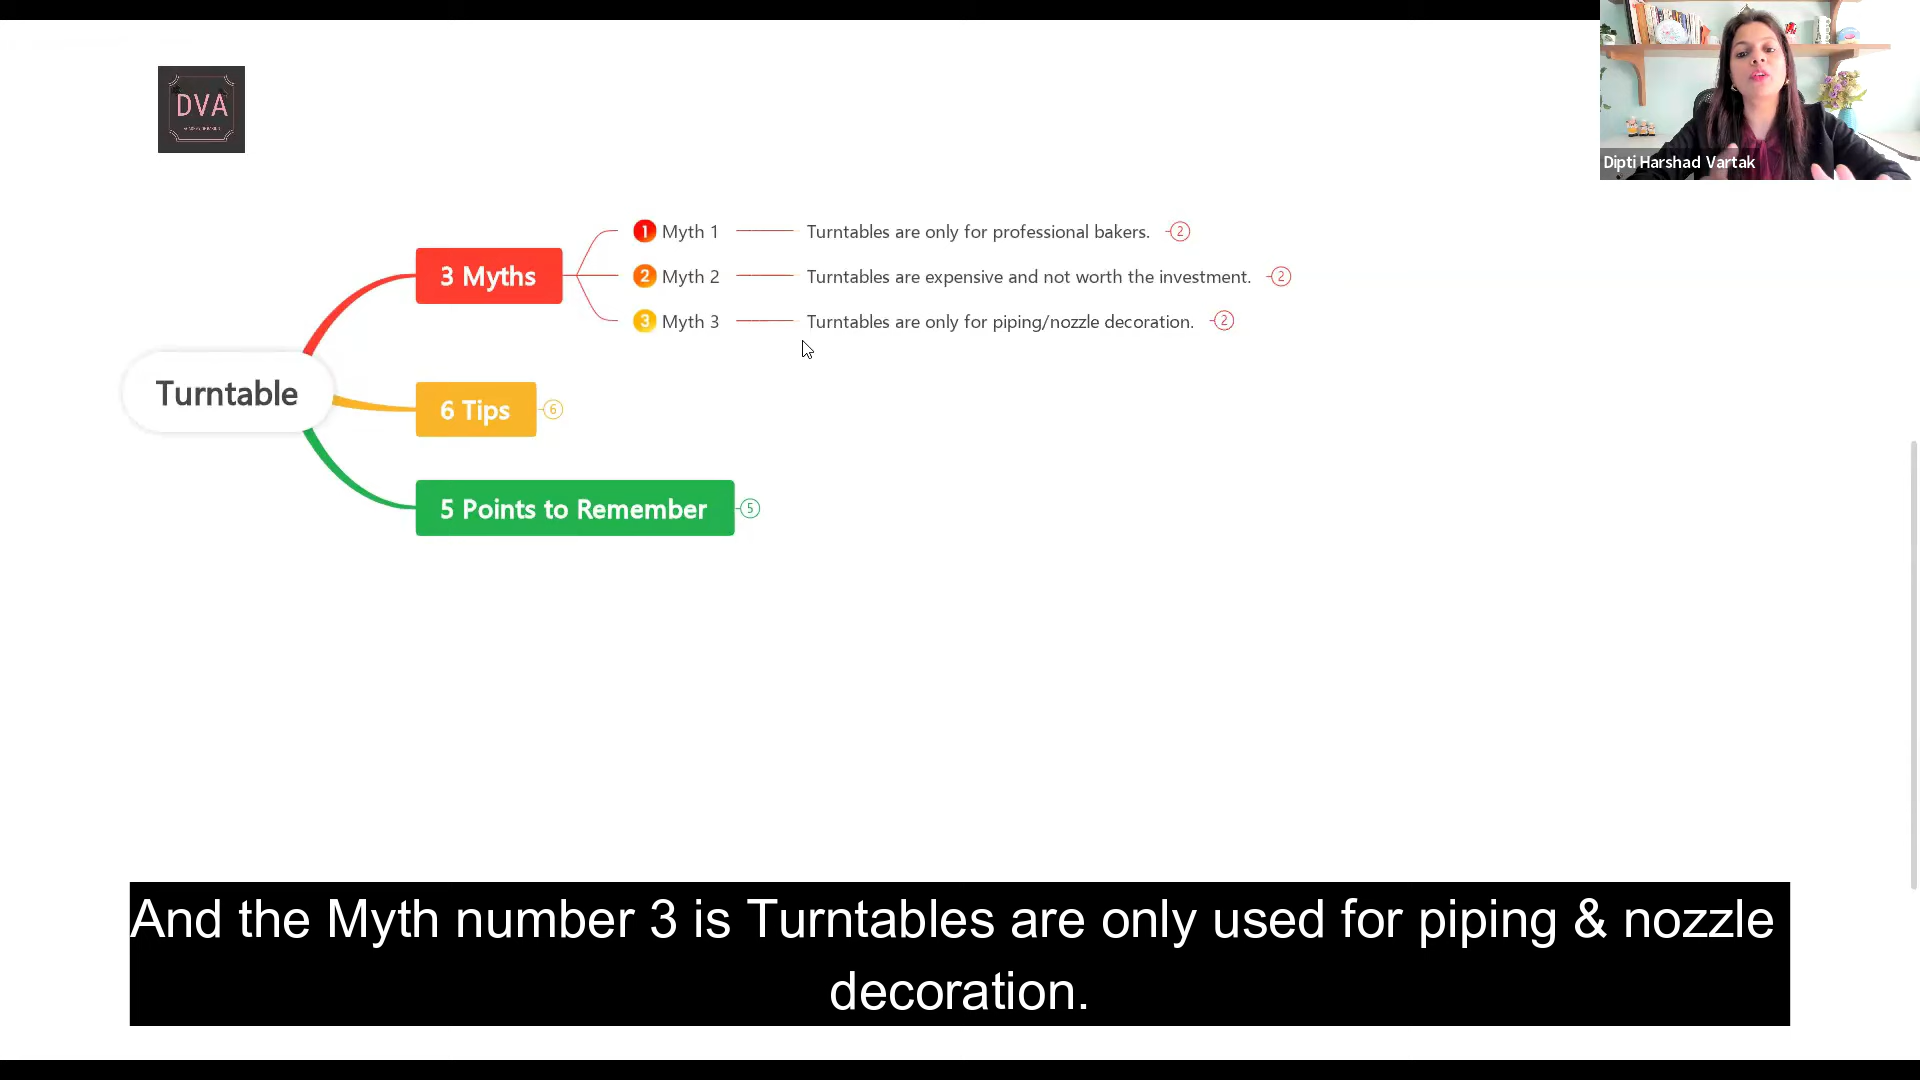 DVA
Dipti Harshad Vartak
Turntable
3 Myths
1 Myth 1 Turntables are only for professional bakers. 2
2 Myth 2 Turntables are expensive and not worth the investment. 2
3 Myth 3 Turntables are only for piping/nozzle decoration. 2
6 Tips 6
5 Points to Remember 5
And the Myth number 3 is Turntables are only used for piping & nozzle
decoration.